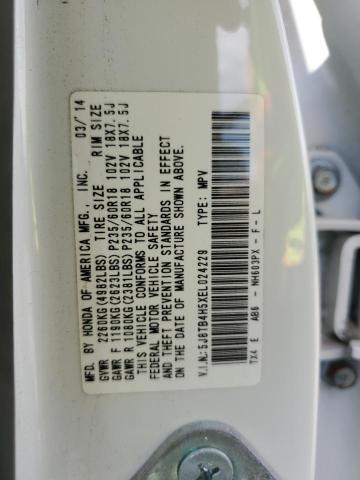 MFD. BY HONDA OF AMERICA MFG., INC. 03/14
GVWR 2260KG(4982LBS) TIRE SIZE RIM SIZE
GAWR F 1190KG(2623LBS) P235/60R18 102V 18X7.5J
GAWR R 1080KG(2381LBS) P235/60R18 102V 18X7.5J
THIS VEHICLE CONFORMS TO ALL APPLICABLE
FEDERAL MOTOR VEHICLE SAFETY
AND THEFT PREVENTION STANDARDS IN EFFECT
ON THE DATE OF MANUFACTURE SHOWN ABOVE.
V.I.N.:5J8TB4H5XEL024229 TYPE: MPV
TX4 E AB8 - NH603PX - F - L